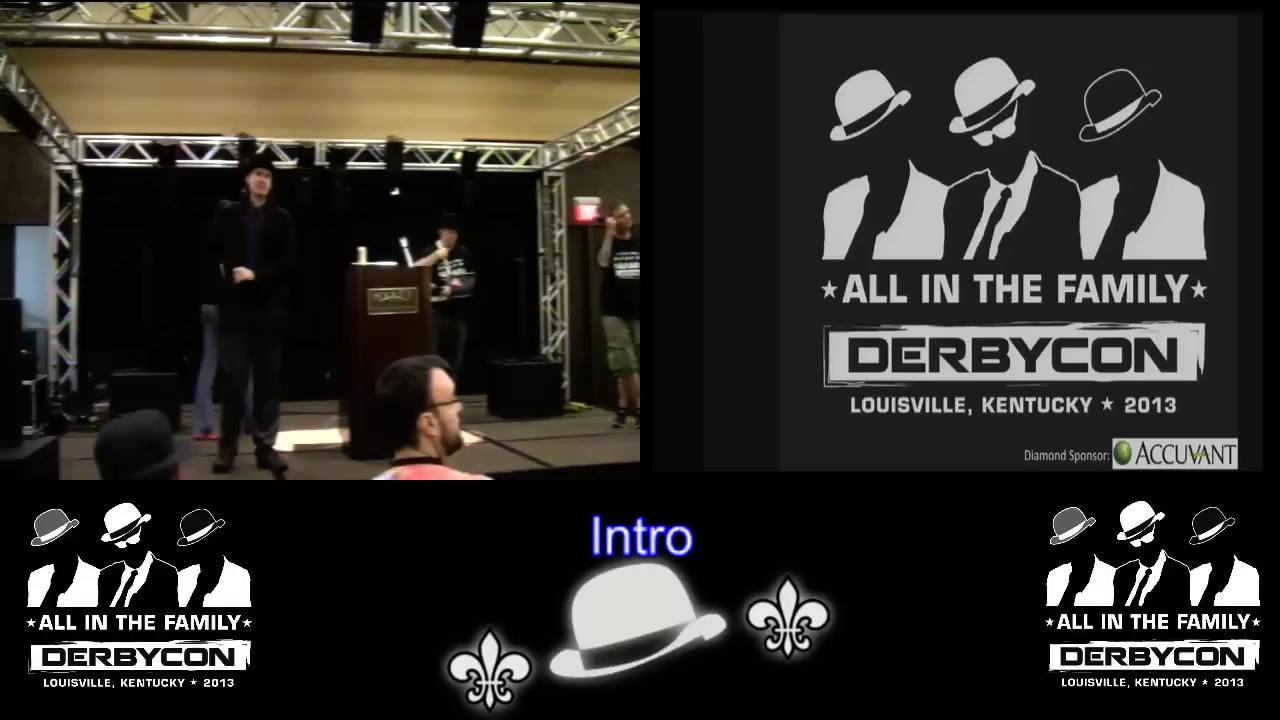 ★ALL IN THE FAMILY★
DERBYCON
LOUISVILLE, KENTUCKY ★ 2013
Diamond Sponsor: ACCUVANT
Intro
★ALL IN THE FAMILY★
DERBYCON
LOUISVILLE, KENTUCKY ★ 2013
★ALL IN THE FAMILY★
DERBYCON
LOUISVILLE, KENTUCKY ★ 2013